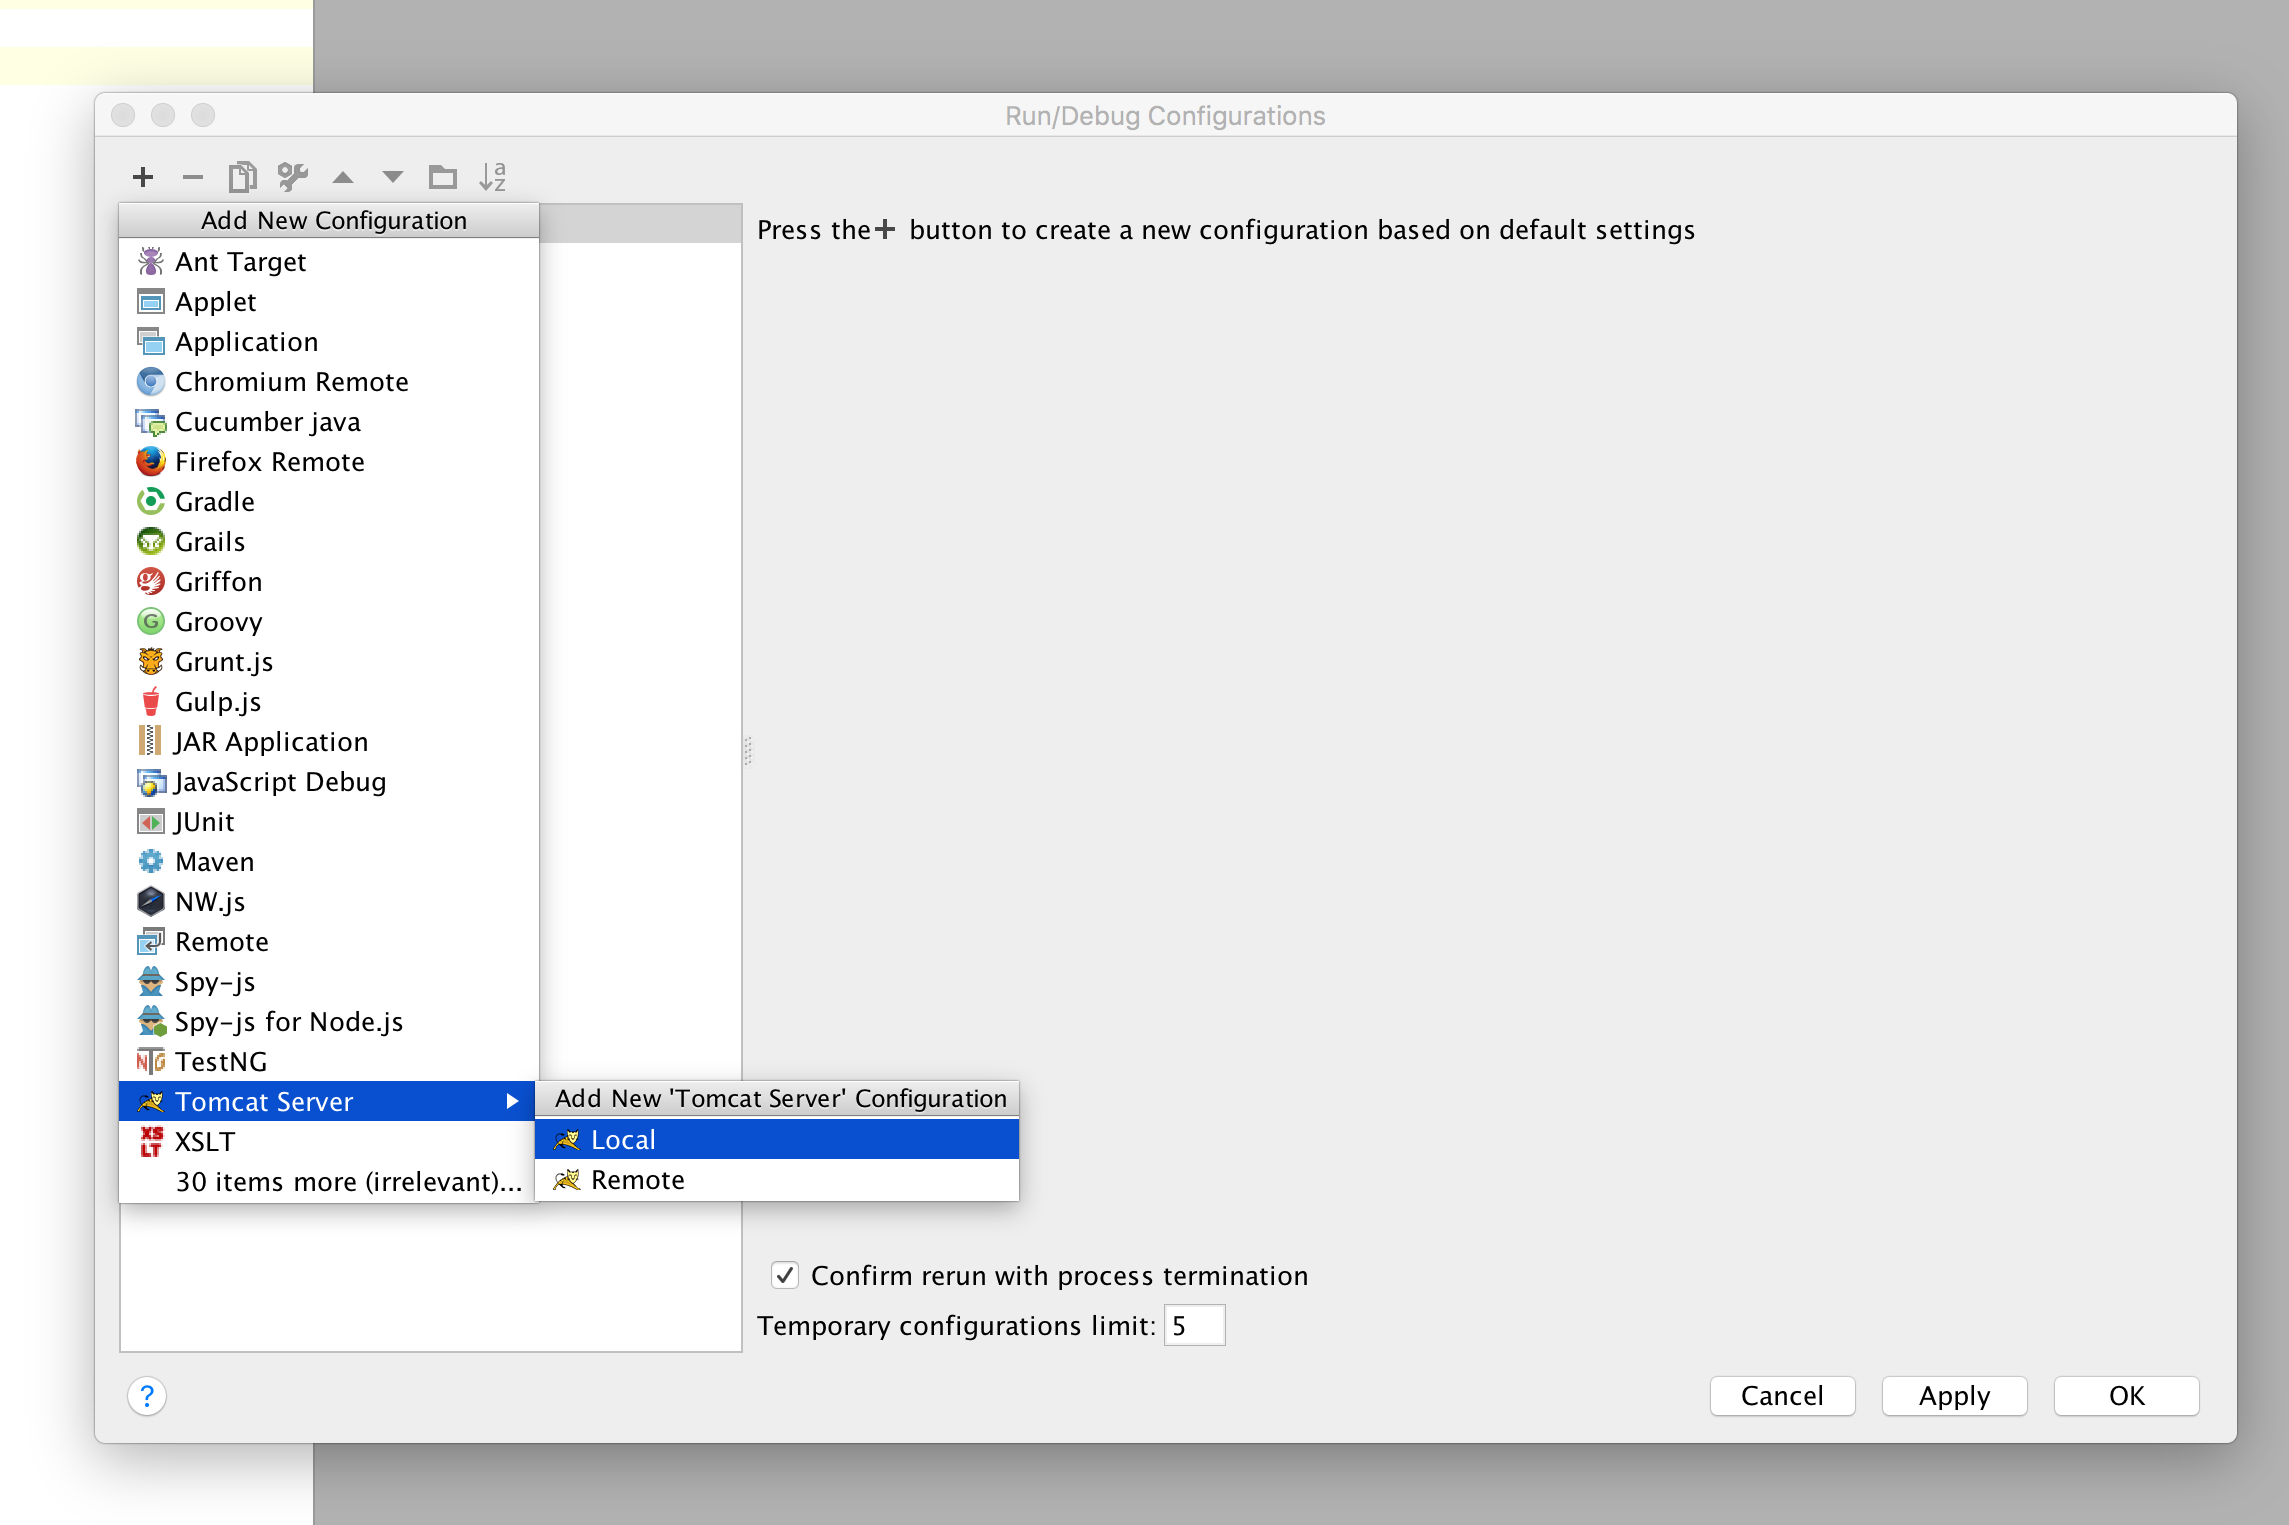 Run/Debug Configurations
Add New Configuration
Press the + button to create a new configuration based on default settings
Ant Target
Applet
Application
Chromium Remote
Cucumber java
Firefox Remote
Gradle
Grails
Griffon
Groovy
Grunt.js
Gulp.js
JAR Application
JavaScript Debug
JUnit
Maven
NW.js
Remote
Spy-js
Spy-js for Node.js
TestNG
Tomcat Server
XSLT
30 items more (irrelevant)...
Add New 'Tomcat Server' Configuration
Local
Remote
Confirm rerun with process termination
Temporary configurations limit: 5
? Cancel Apply OK